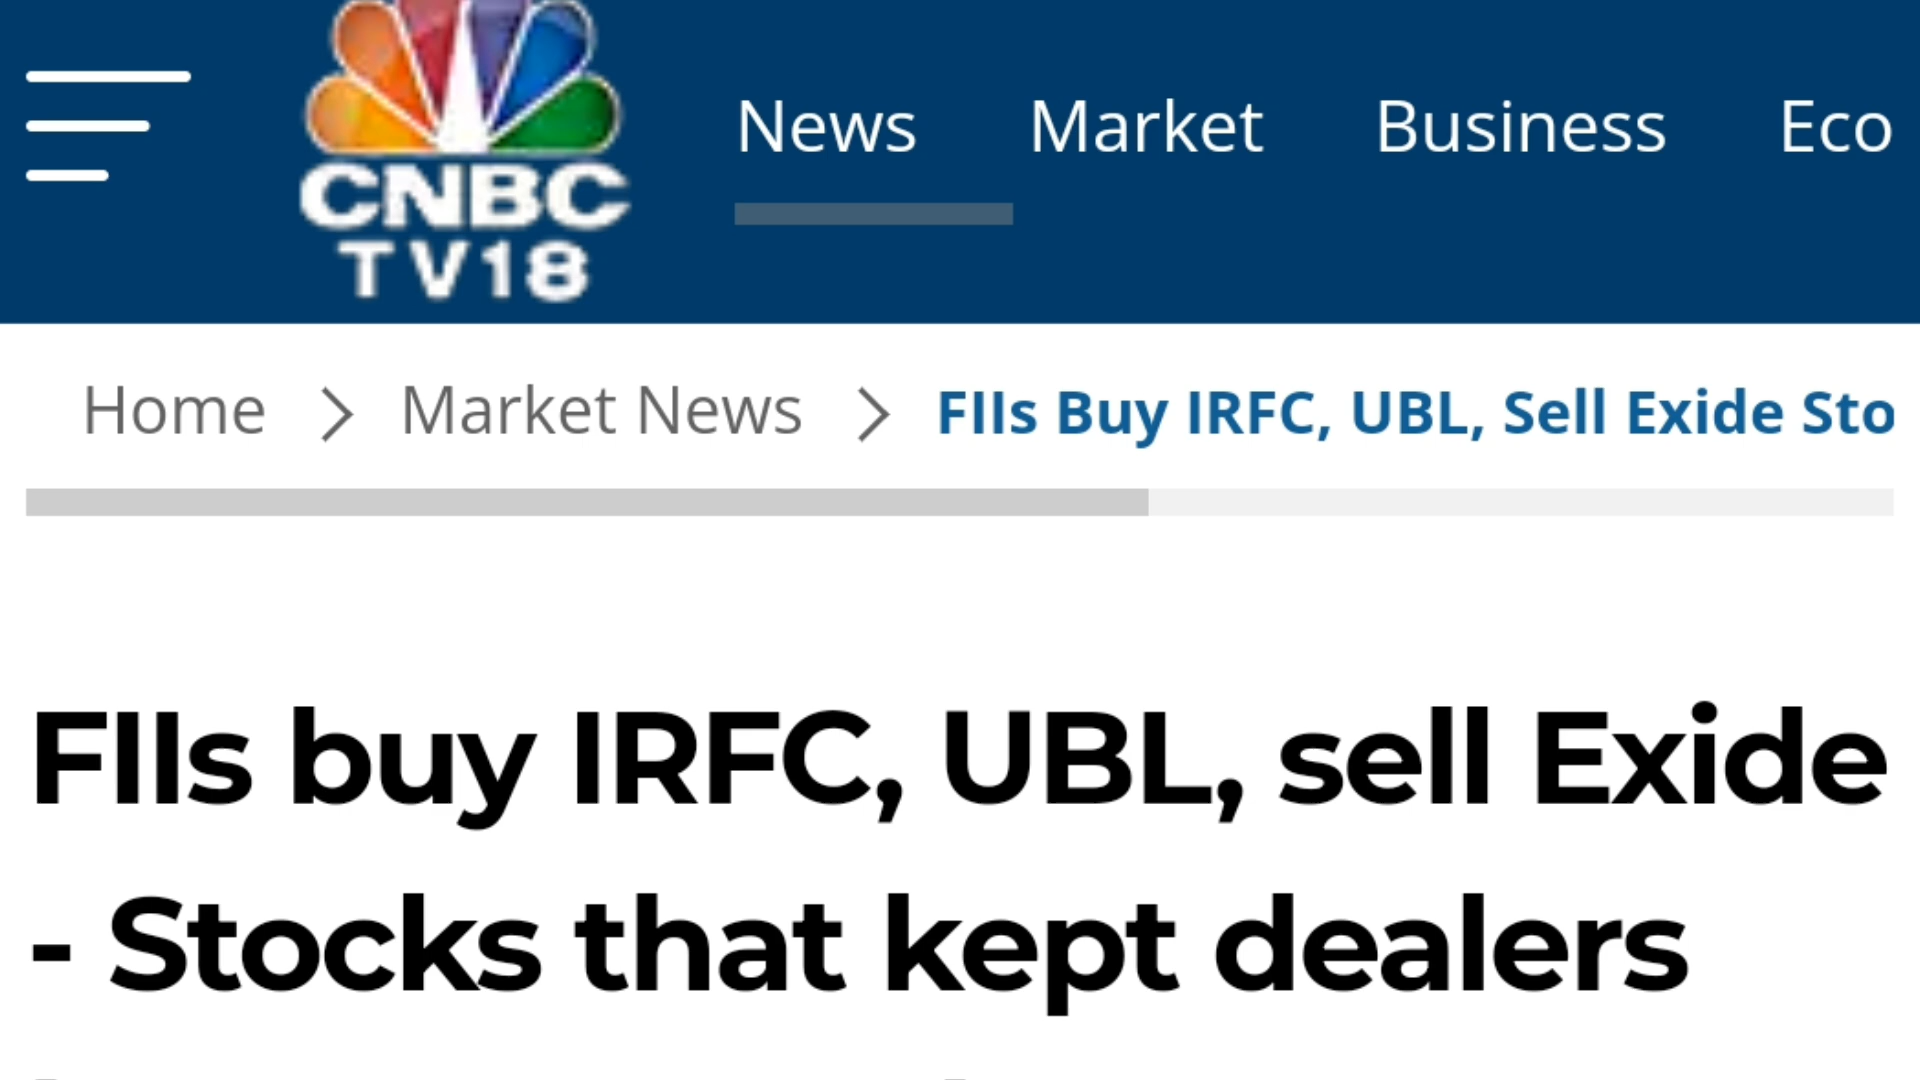 CNBC
TV18
News Market Business Eco
Home > Market News > FIIs Buy IRFC, UBL, Sell Exide Sto
FIIs buy IRFC, UBL, sell Exide
- Stocks that kept dealers